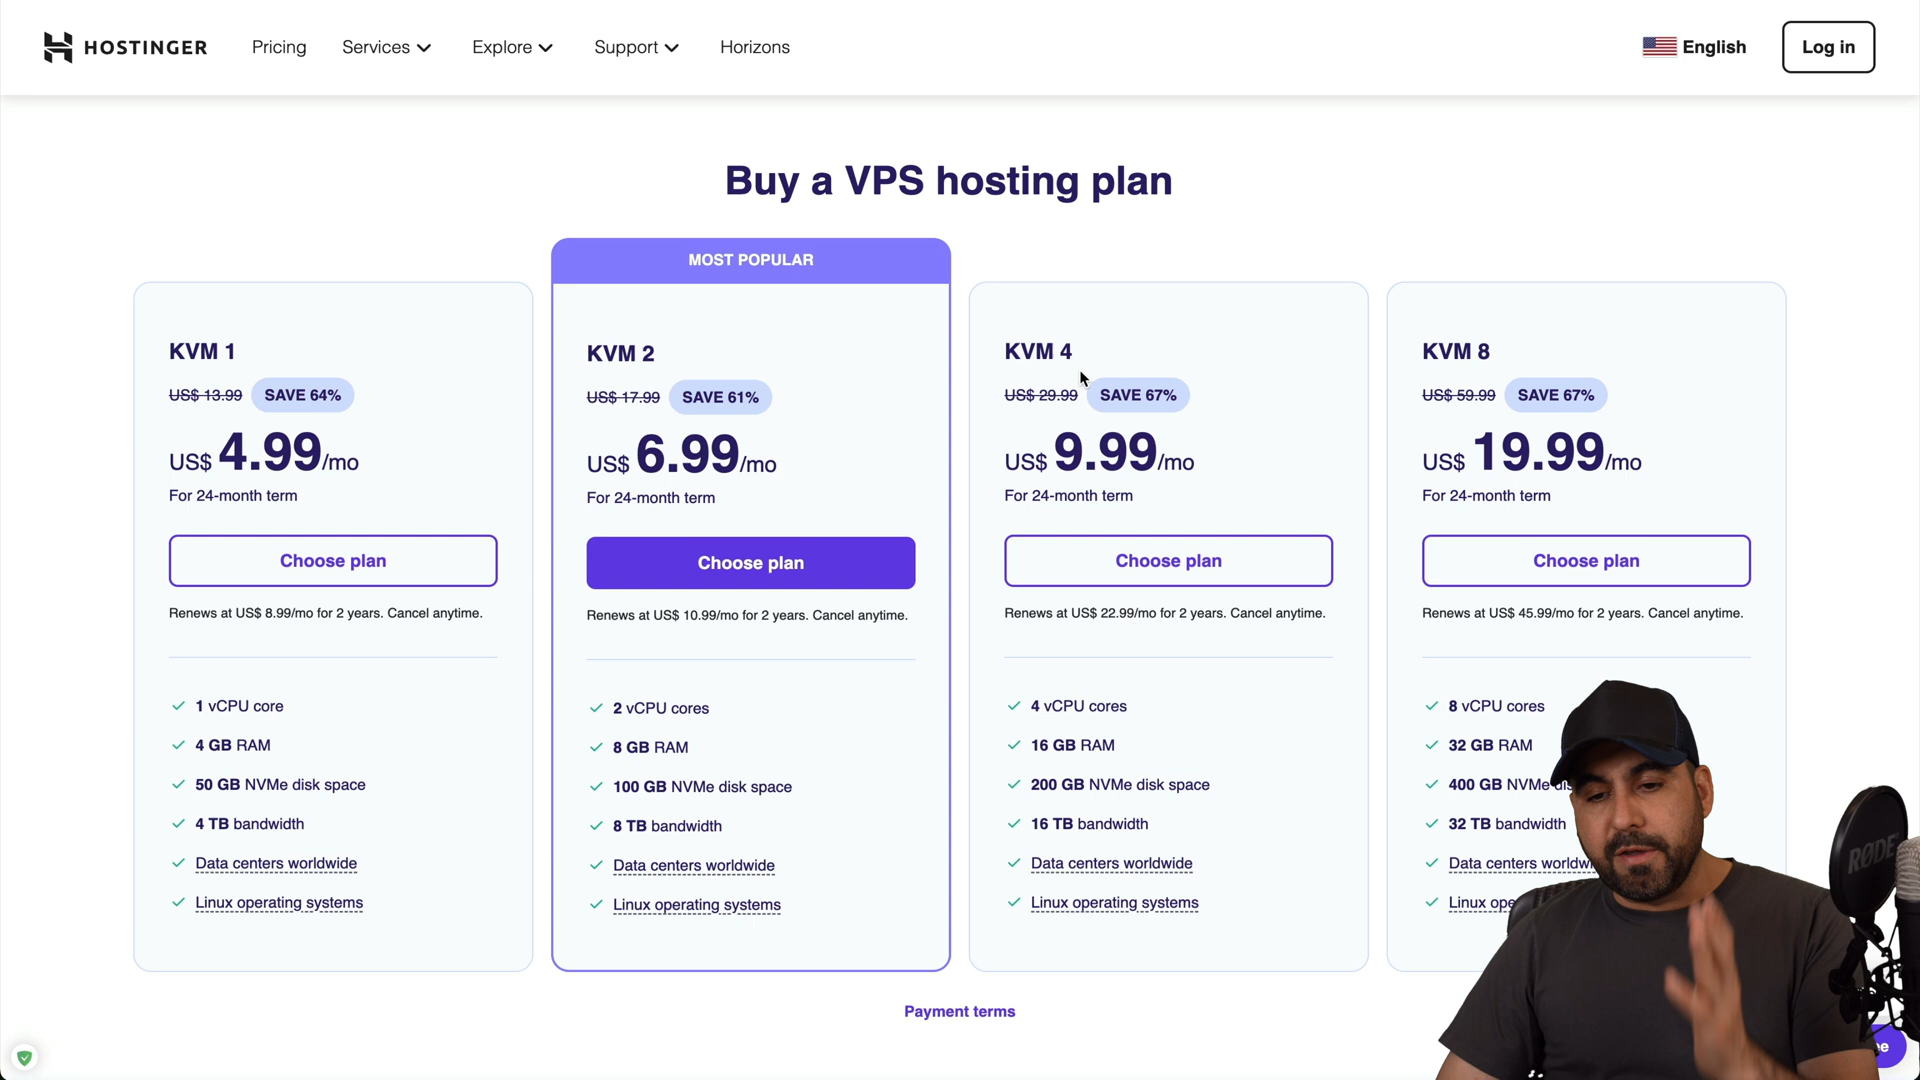 HOSTINGER
Pricing
Services
Explore
Support
Horizons
English
Log in
Buy a VPS hosting plan
MOST POPULAR
KVM 1
US$ 13.99 SAVE 64%
US$ 4.99/mo
For 24-month term
Choose plan
Renews at US$ 8.99/mo for 2 years. Cancel anytime.
1 vCPU core
4 GB RAM
50 GB NVMe disk space
4 TB bandwidth
Data centers worldwide
Linux operating systems
KVM 2
US$ 17.99 SAVE 61%
US$ 6.99/mo
For 24-month term
Choose plan
Renews at US$ 10.99/mo for 2 years. Cancel anytime.
2 vCPU cores
8 GB RAM
100 GB NVMe disk space
8 TB bandwidth
Data centers worldwide
Linux operating systems
KVM 4
US$ 29.99 SAVE 67%
US$ 9.99/mo
For 24-month term
Choose plan
Renews at US$ 22.99/mo for 2 years. Cancel anytime.
4 vCPU cores
16 GB RAM
200 GB NVMe disk space
16 TB bandwidth
Data centers worldwide
Linux operating systems
KVM 8
US$ 59.99 SAVE 67%
US$ 19.99/mo
For 24-month term
Choose plan
Renews at US$ 45.99/mo for 2 years. Cancel anytime.
8 vCPU cores
32 GB RAM
400 GB NVMe
32 TB bandwidth
Data centers
Linux
Payment terms
RØDE